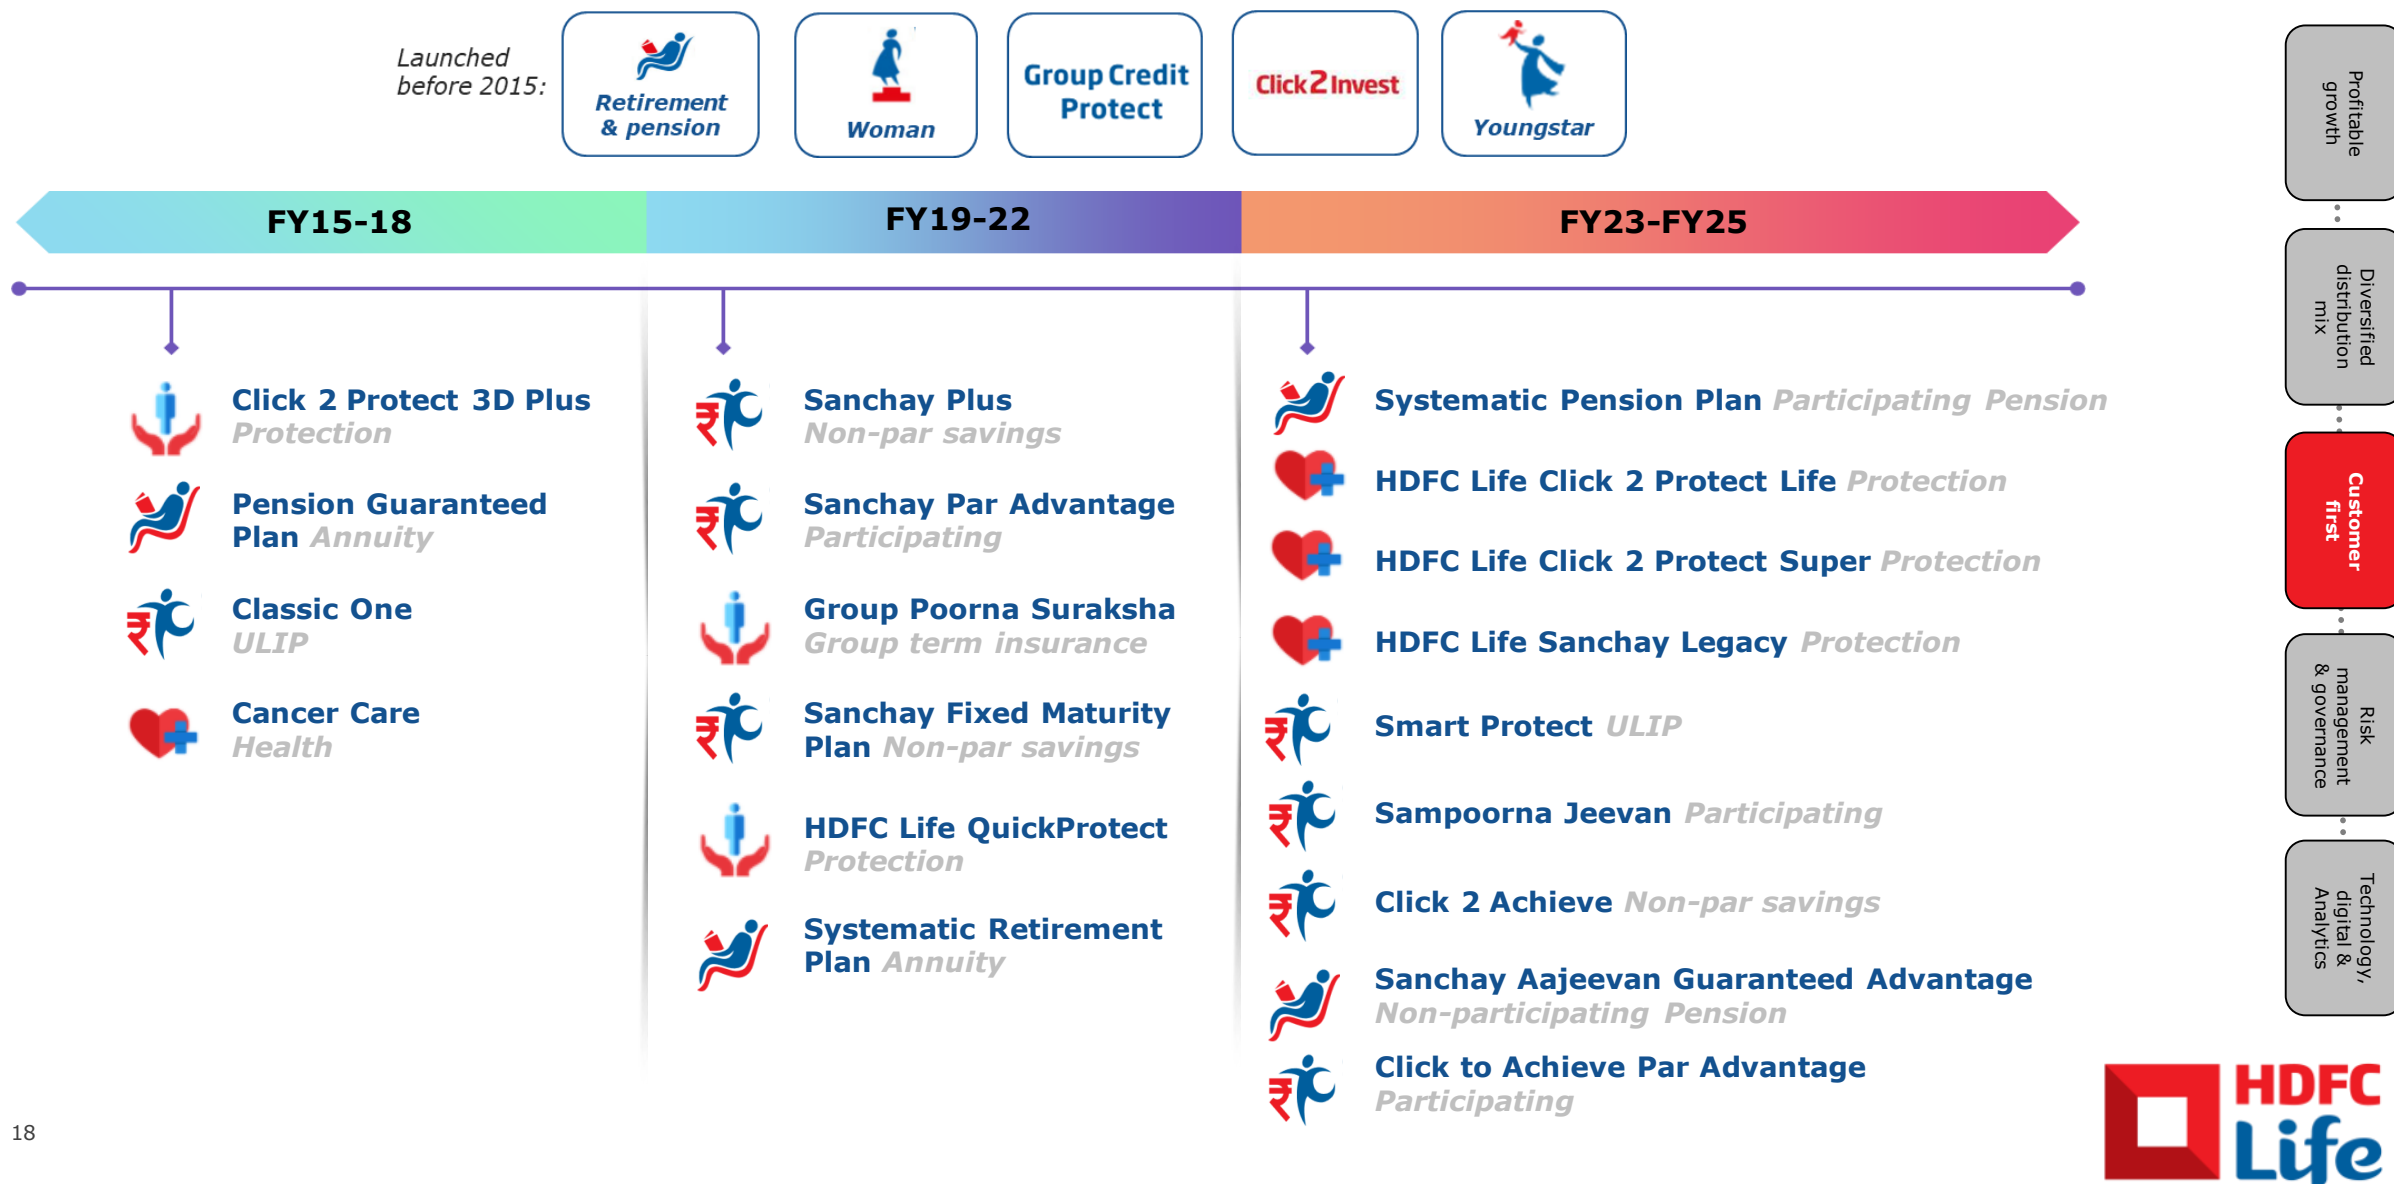 Launched
before 2015:
Retirement
& pension
Woman
Group Credit
Protect
Click2Invest
Youngstar
FY15-18
FY19-22
FY23-FY25
Click 2 Protect 3D Plus
Protection
Pension Guaranteed
Plan Annuity
Classic One
ULIP
Cancer Care
Health
Sanchay Plus
Non-par savings
Sanchay Par Advantage
Participating
Group Poorna Suraksha
Group term insurance
Sanchay Fixed Maturity
Plan Non-par savings
HDFC Life QuickProtect
Protection
Systematic Retirement
Plan Annuity
Systematic Pension Plan Participating Pension
HDFC Life Click 2 Protect Life Protection
HDFC Life Click 2 Protect Super Protection
HDFC Life Sanchay Legacy Protection
Smart Protect ULIP
Sampoorna Jeevan Participating
Click 2 Achieve Non-par savings
Sanchay Aajeevan Guaranteed Advantage
Non-participating Pension
Click to Achieve Par Advantage
Participating
Profitable
growth
Diversified
distribution
mix
Customer
first
Risk
management
& governance
Technology,
digital &
Analytics
18
HDFC
Life